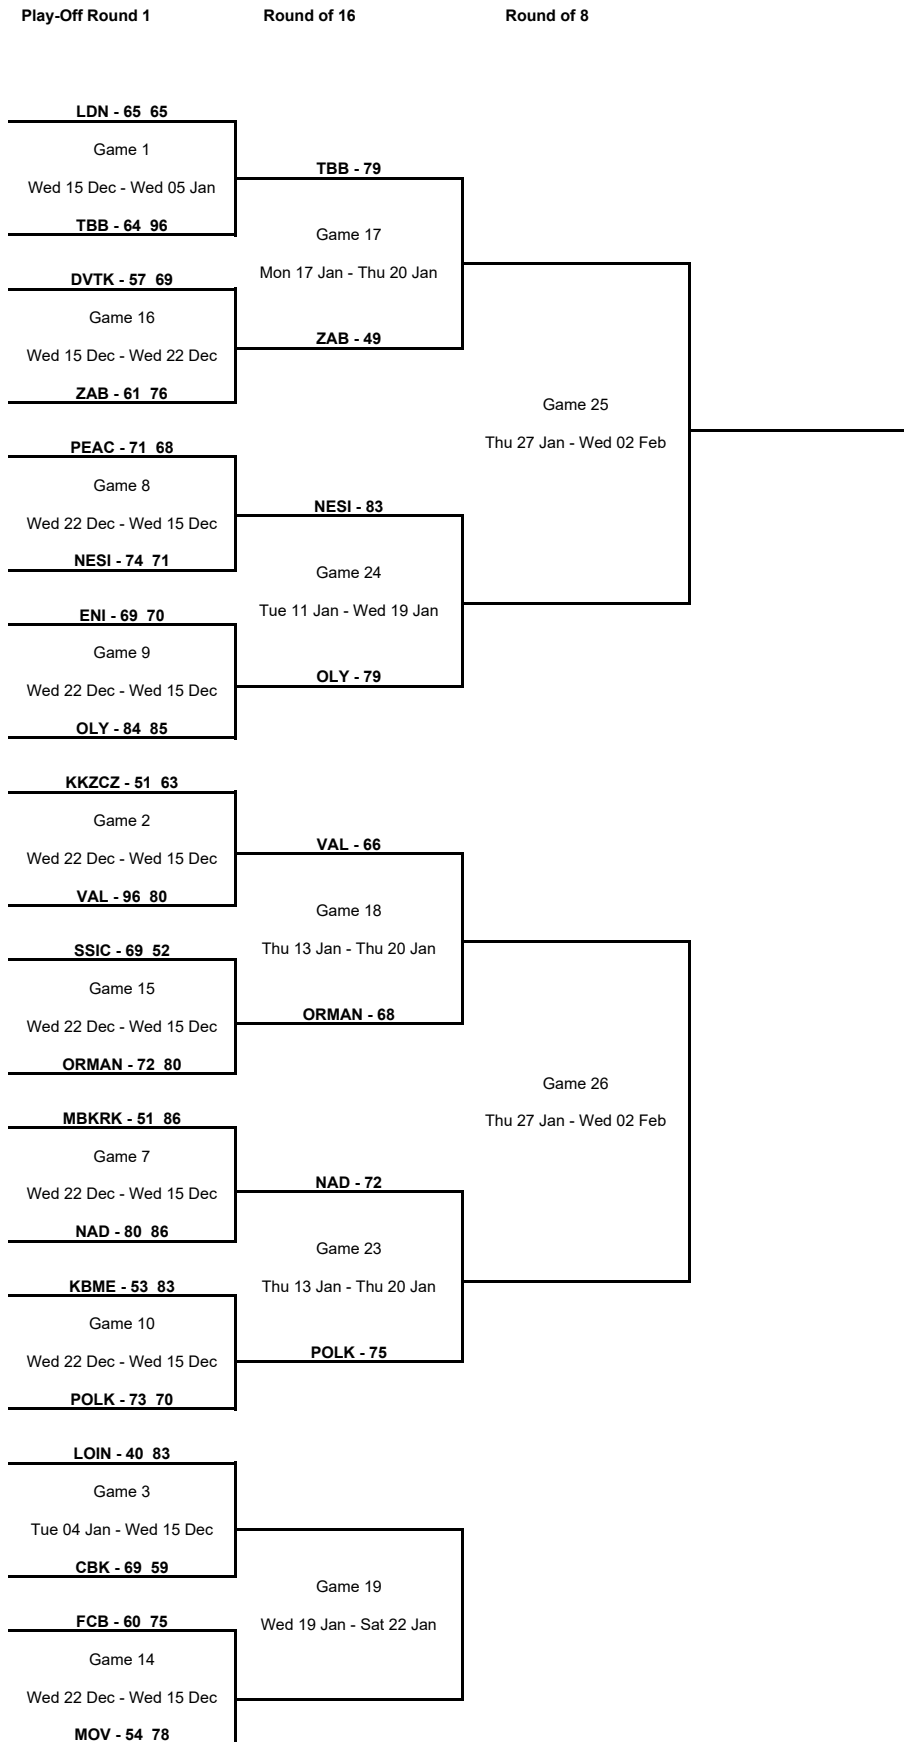 Play-Off Round 1 Round of 16 Round of 8
LDN - 65 65
Game 1
Wed 15 Dec - Wed 05 Jan
TBB - 64 96
DVTK - 57 69
Game 16
Wed 15 Dec - Wed 22 Dec
ZAB - 61 76
PEAC - 71 68
Game 8
Wed 22 Dec - Wed 15 Dec
NESI - 74 71
ENI - 69 70
Game 9
Wed 22 Dec - Wed 15 Dec
OLY - 84 85
KKZCZ - 51 63
Game 2
Wed 22 Dec - Wed 15 Dec
VAL - 96 80
SSIC - 69 52
Game 15
Wed 22 Dec - Wed 15 Dec
ORMAN - 72 80
MBKRK - 51 86
Game 7
Wed 22 Dec - Wed 15 Dec
NAD - 80 86
KBME - 53 83
Game 10
Wed 22 Dec - Wed 15 Dec
POLK - 73 70
LOIN - 40 83
Game 3
Tue 04 Jan - Wed 15 Dec
CBK - 69 59
FCB - 60 75
Game 14
Wed 22 Dec - Wed 15 Dec
MOV - 54 78
TBB - 79
Game 17
Mon 17 Jan - Thu 20 Jan
ZAB - 49
NESI - 83
Game 24
Tue 11 Jan - Wed 19 Jan
OLY - 79
VAL - 66
Game 18
Thu 13 Jan - Thu 20 Jan
ORMAN - 68
NAD - 72
Game 23
Thu 13 Jan - Thu 20 Jan
POLK - 75
Game 19
Wed 19 Jan - Sat 22 Jan
Game 25
Thu 27 Jan - Wed 02 Feb
Game 26
Thu 27 Jan - Wed 02 Feb